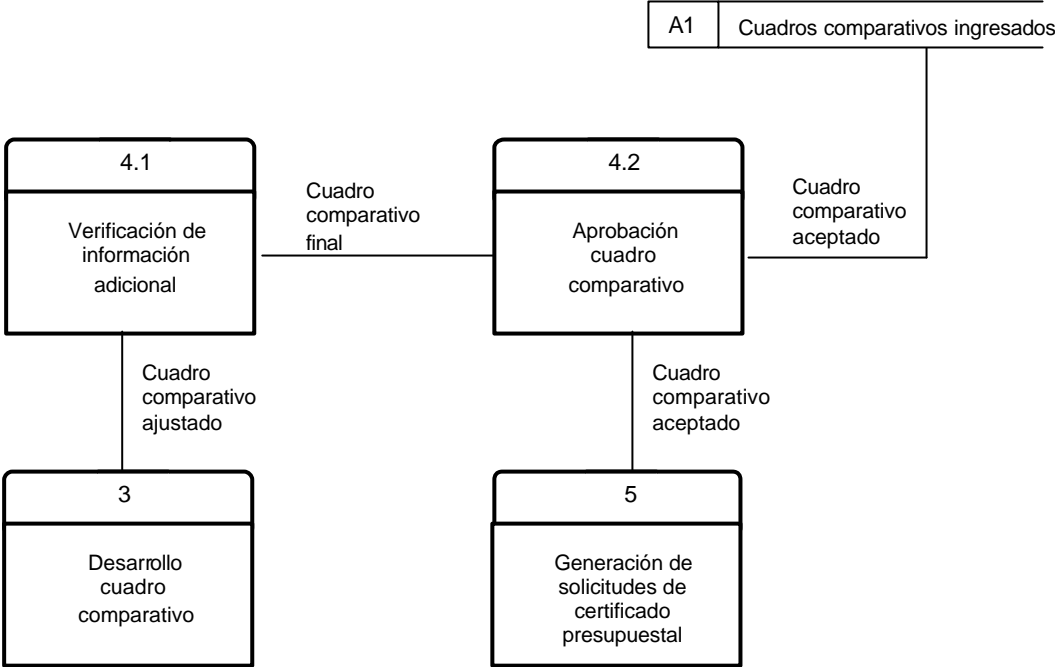 A1
Cuadros comparativos ingresados
4.1
Verificación de
información
adicional
Cuadro
comparativo
final
4.2
Aprobación
cuadro
comparativo
Cuadro
comparativo
aceptado
Cuadro
comparativo
ajustado
Cuadro
comparativo
aceptado
3
Desarrollo
cuadro
comparativo
5
Generación de
solicitudes de
certificado
presupuestal